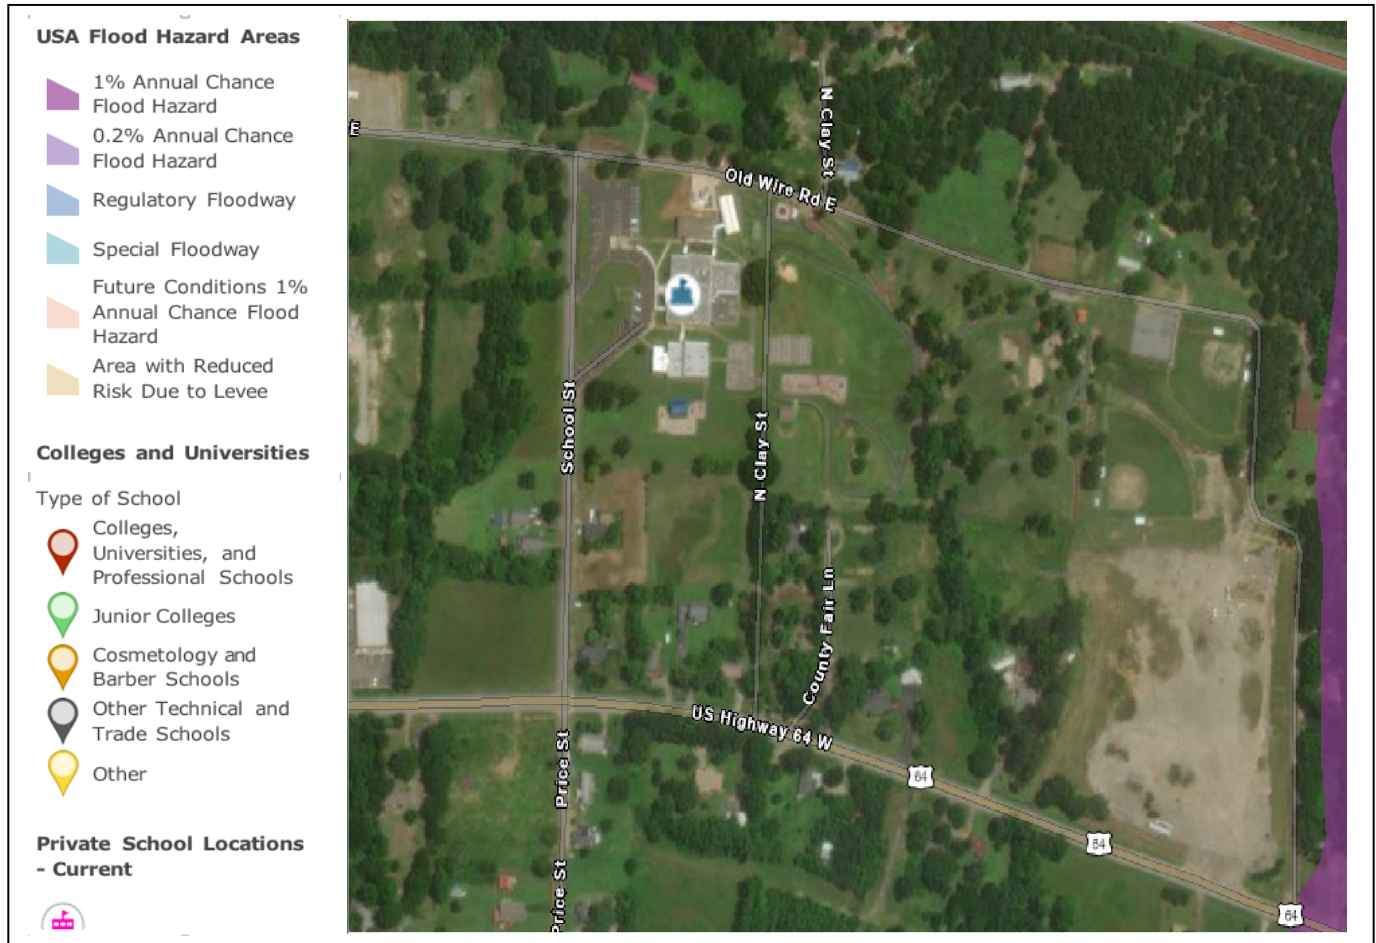 USA Flood Hazard Areas
1% Annual Chance
Flood Hazard
0.2% Annual Chance
Flood Hazard
Regulatory Floodway
Special Floodway
Future Conditions 1%
Annual Chance Flood
Hazard
Area with Reduced
Risk Due to Levee
Colleges and Universities
Type of School
Colleges,
Universities, and
Professional Schools
Junior Colleges
Cosmetology and
Barber Schools
Other Technical and
Trade Schools
Other
Private School Locations
- Current
E
N Clay St
Old Wire Rd E
School St
N Clay St
County Fair Ln
US Highway 64 W
Price St
Price St
64
64
64